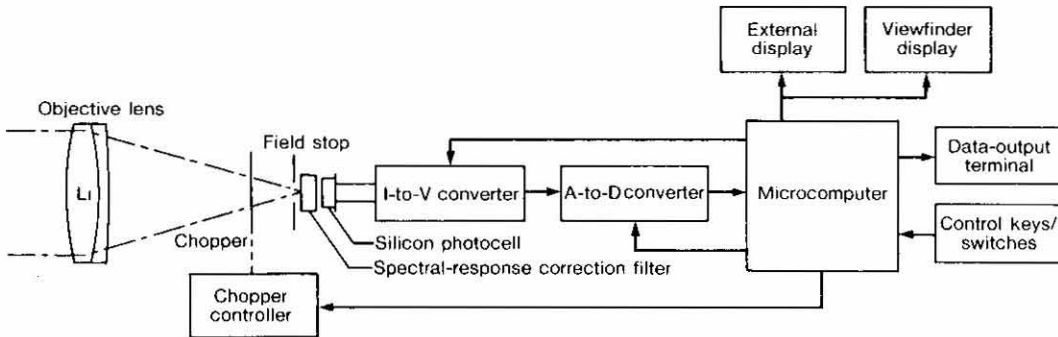 External
display
Viewfinder
display
Objective lens
Field stop
Li
I-to-V converter
A-to-D converter
Microcomputer
Data-output
terminal
Control keys/
switches
Chopper
Silicon photocell
Spectral-response correction filter
Chopper
controller